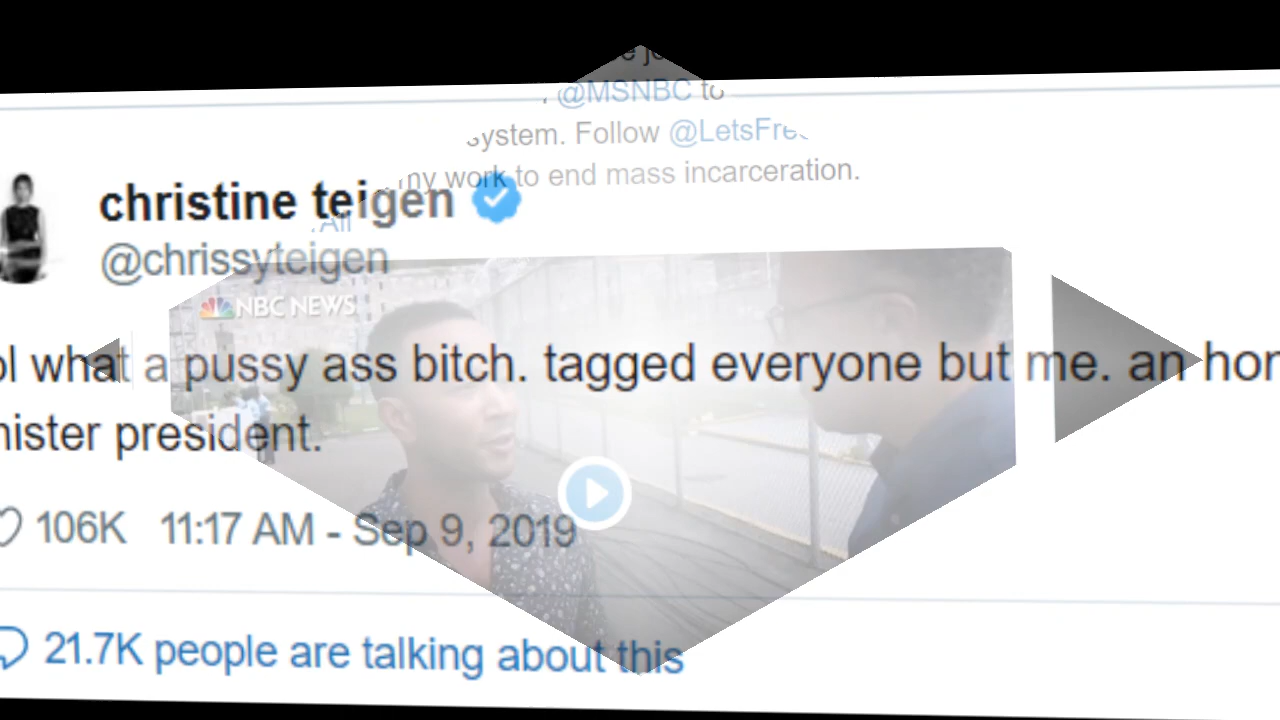 @MSNBC to
system. Follow @LetsFre
my work to end mass incarceration.
christine teigen
.All
@chrissyteigen
NBC NEWS
ol what a pussy ass bitch. tagged everyone but me. an hor
nister president.
106K 11:17 AM - Sep 9, 2019
21.7K people are talking about this